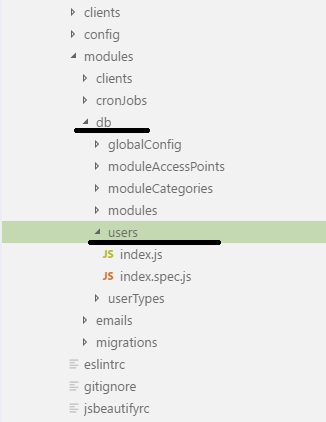 clients
config
modules
clients
cronJobs
db
globalConfig
moduleAccessPoints
moduleCategories
modules
users
JS index.js
JS index.spec.js
userTypes
emails
migrations
eslintrc
gitignore
jsbeautifyrc